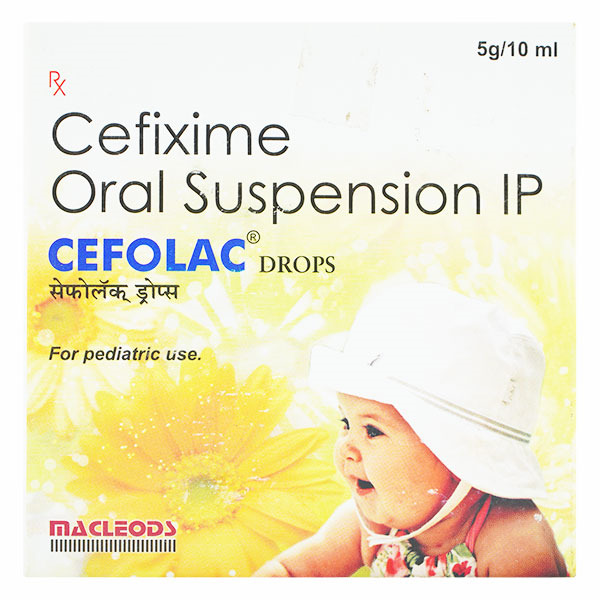 5g/10 ml
Rx
Cefixime
Oral Suspension IP
CEFOLAC® DROPS
सेफोलॅक् ड्रोप्स
For pediatric use.
MACLEODS